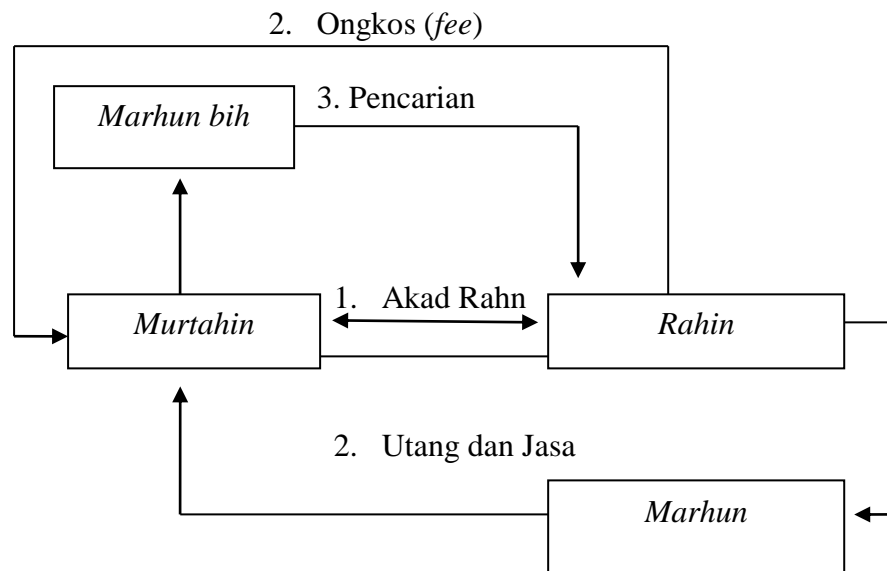 2. Ongkos (fee)
3. Pencarian
Marhun bih
1. Akad Rahn
Murtahin
Rahin
2. Utang dan Jasa
Marhun